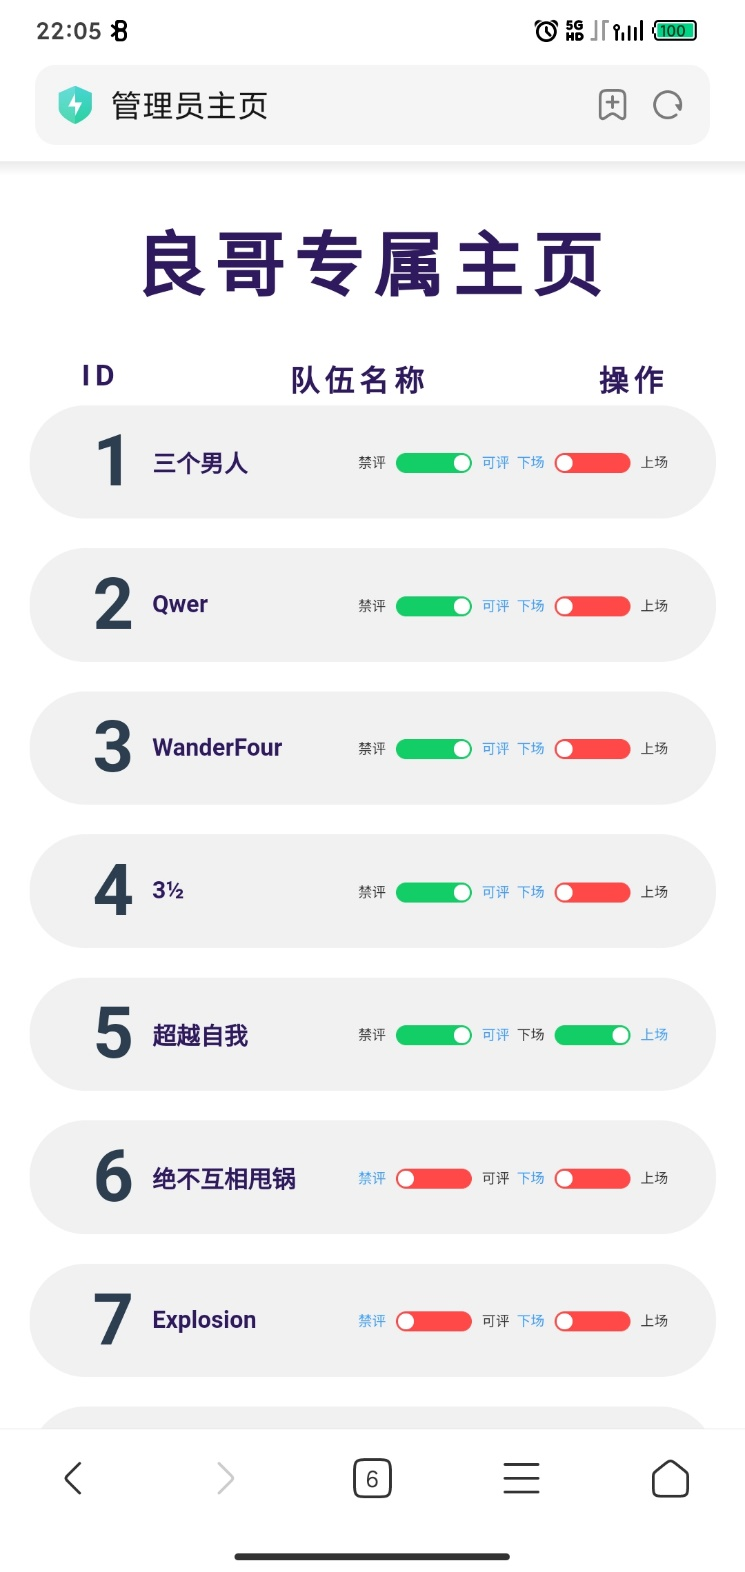 22:05 5G HD 100
管理员主页
良哥专属主页
ID 队伍名称 操作
1 三个男人 禁评 可评 下场 上场
2 Qwer 禁评 可评 下场 上场
3 WanderFour 禁评 可评 下场 上场
4 3½ 禁评 可评 下场 上场
5 超越自我 禁评 可评 下场 上场
6 绝不互相甩锅 禁评 可评 下场 上场
7 Explosion 禁评 可评 下场 上场
6